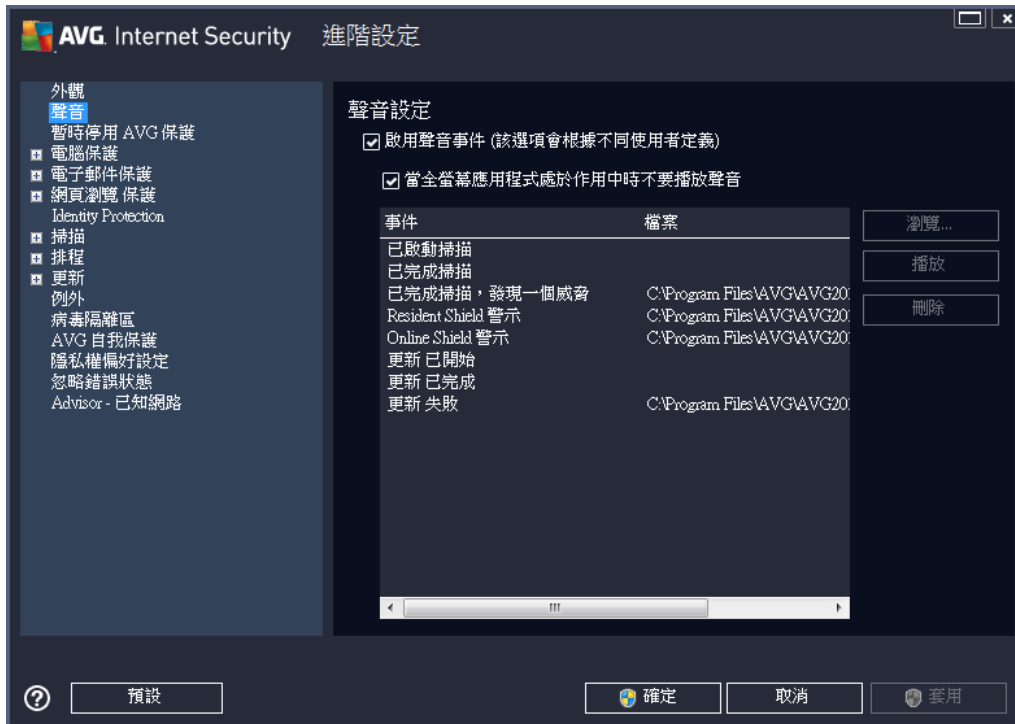 AVG Internet Security 進階設定
外觀
聲音
暫時停用 AVG 保護
電腦保護
電子郵件保護
網頁瀏覽 保護
Identity Protection
掃描
排程
更新
例外
病毒隔離區
AVG 自我保護
隱私權偏好設定
忽略錯誤狀態
Advisor - 已知網路
聲音設定
啟用聲音事件 (該選項會根據不同使用者定義)
當全螢幕應用程式處於作用中時不要播放聲音
事件 檔案
已啟動掃描
已完成掃描
已完成掃描，發現一個威脅 C:\Program Files\AVG\AVG20
Resident Shield 警示 C:\Program Files\AVG\AVG20
Online Shield 警示 C:\Program Files\AVG\AVG20
更新 已開始
更新 已完成
更新 失敗 C:\Program Files\AVG\AVG20
瀏覽...
播放
刪除
預設 確定 取消 套用